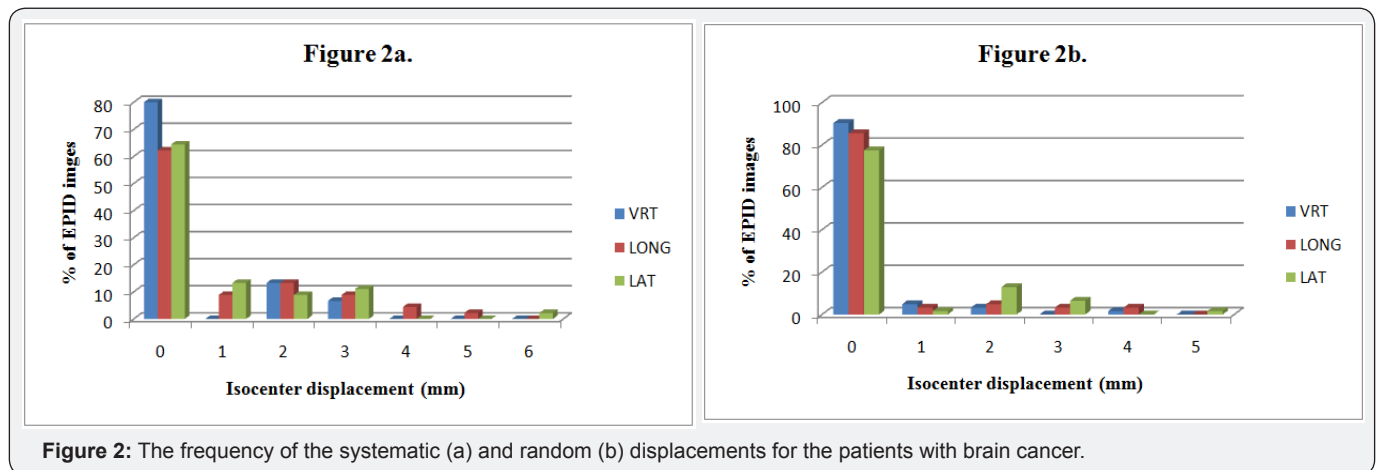 Figure 2a.
% of EPID imges
80
70
60
50
40
30
20
10
0
0 1 2 3 4 5 6
Isocenter displacement (mm)
VRT
LONG
LAT
Figure 2b.
% of EPID images
100
80
60
40
20
0
0 1 2 3 4 5
Isocenter displacement (mm)
VRT
LONG
LAT
Figure 2: The frequency of the systematic (a) and random (b) displacements for the patients with brain cancer.